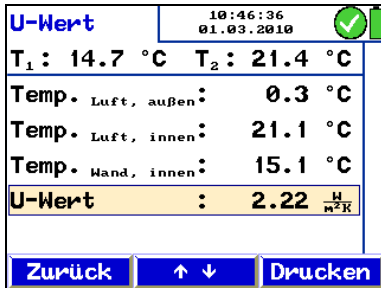 U-Wert
10:46:36
01.03.2010
T₁: 14.7 °C T₂: 21.4 °C
Temp. Luft, außen: 0.3 °C
Temp. Luft, innen: 21.1 °C
Temp. Wand, innen: 15.1 °C
U-Wert : 2.22 W/m²K
Zurück ↑ ↓ Drucken